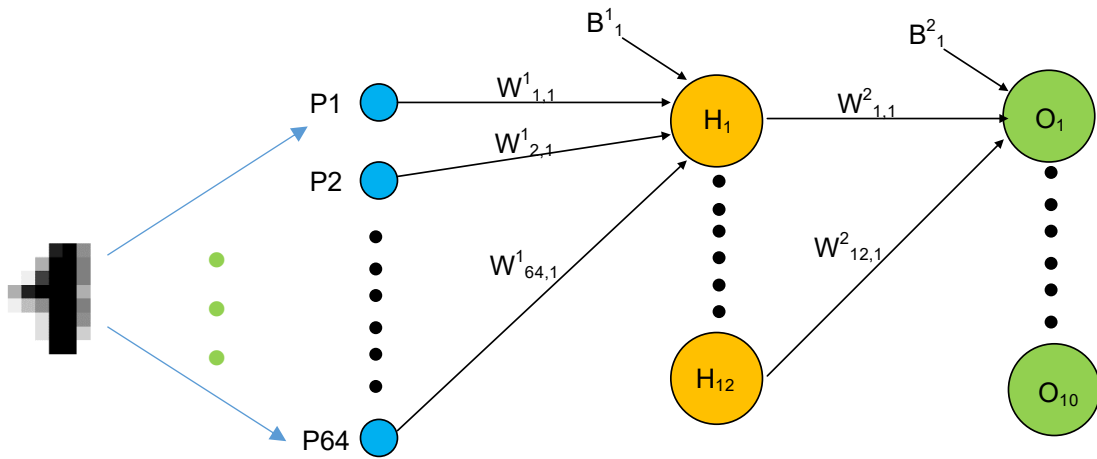 B¹₁
B²₁
P1
W¹₁,₁
H₁
W²₁,₁
O₁
W¹₂,₁
P2
W¹₆₄,₁
W²₁₂,₁
H₁₂
O₁₀
P64